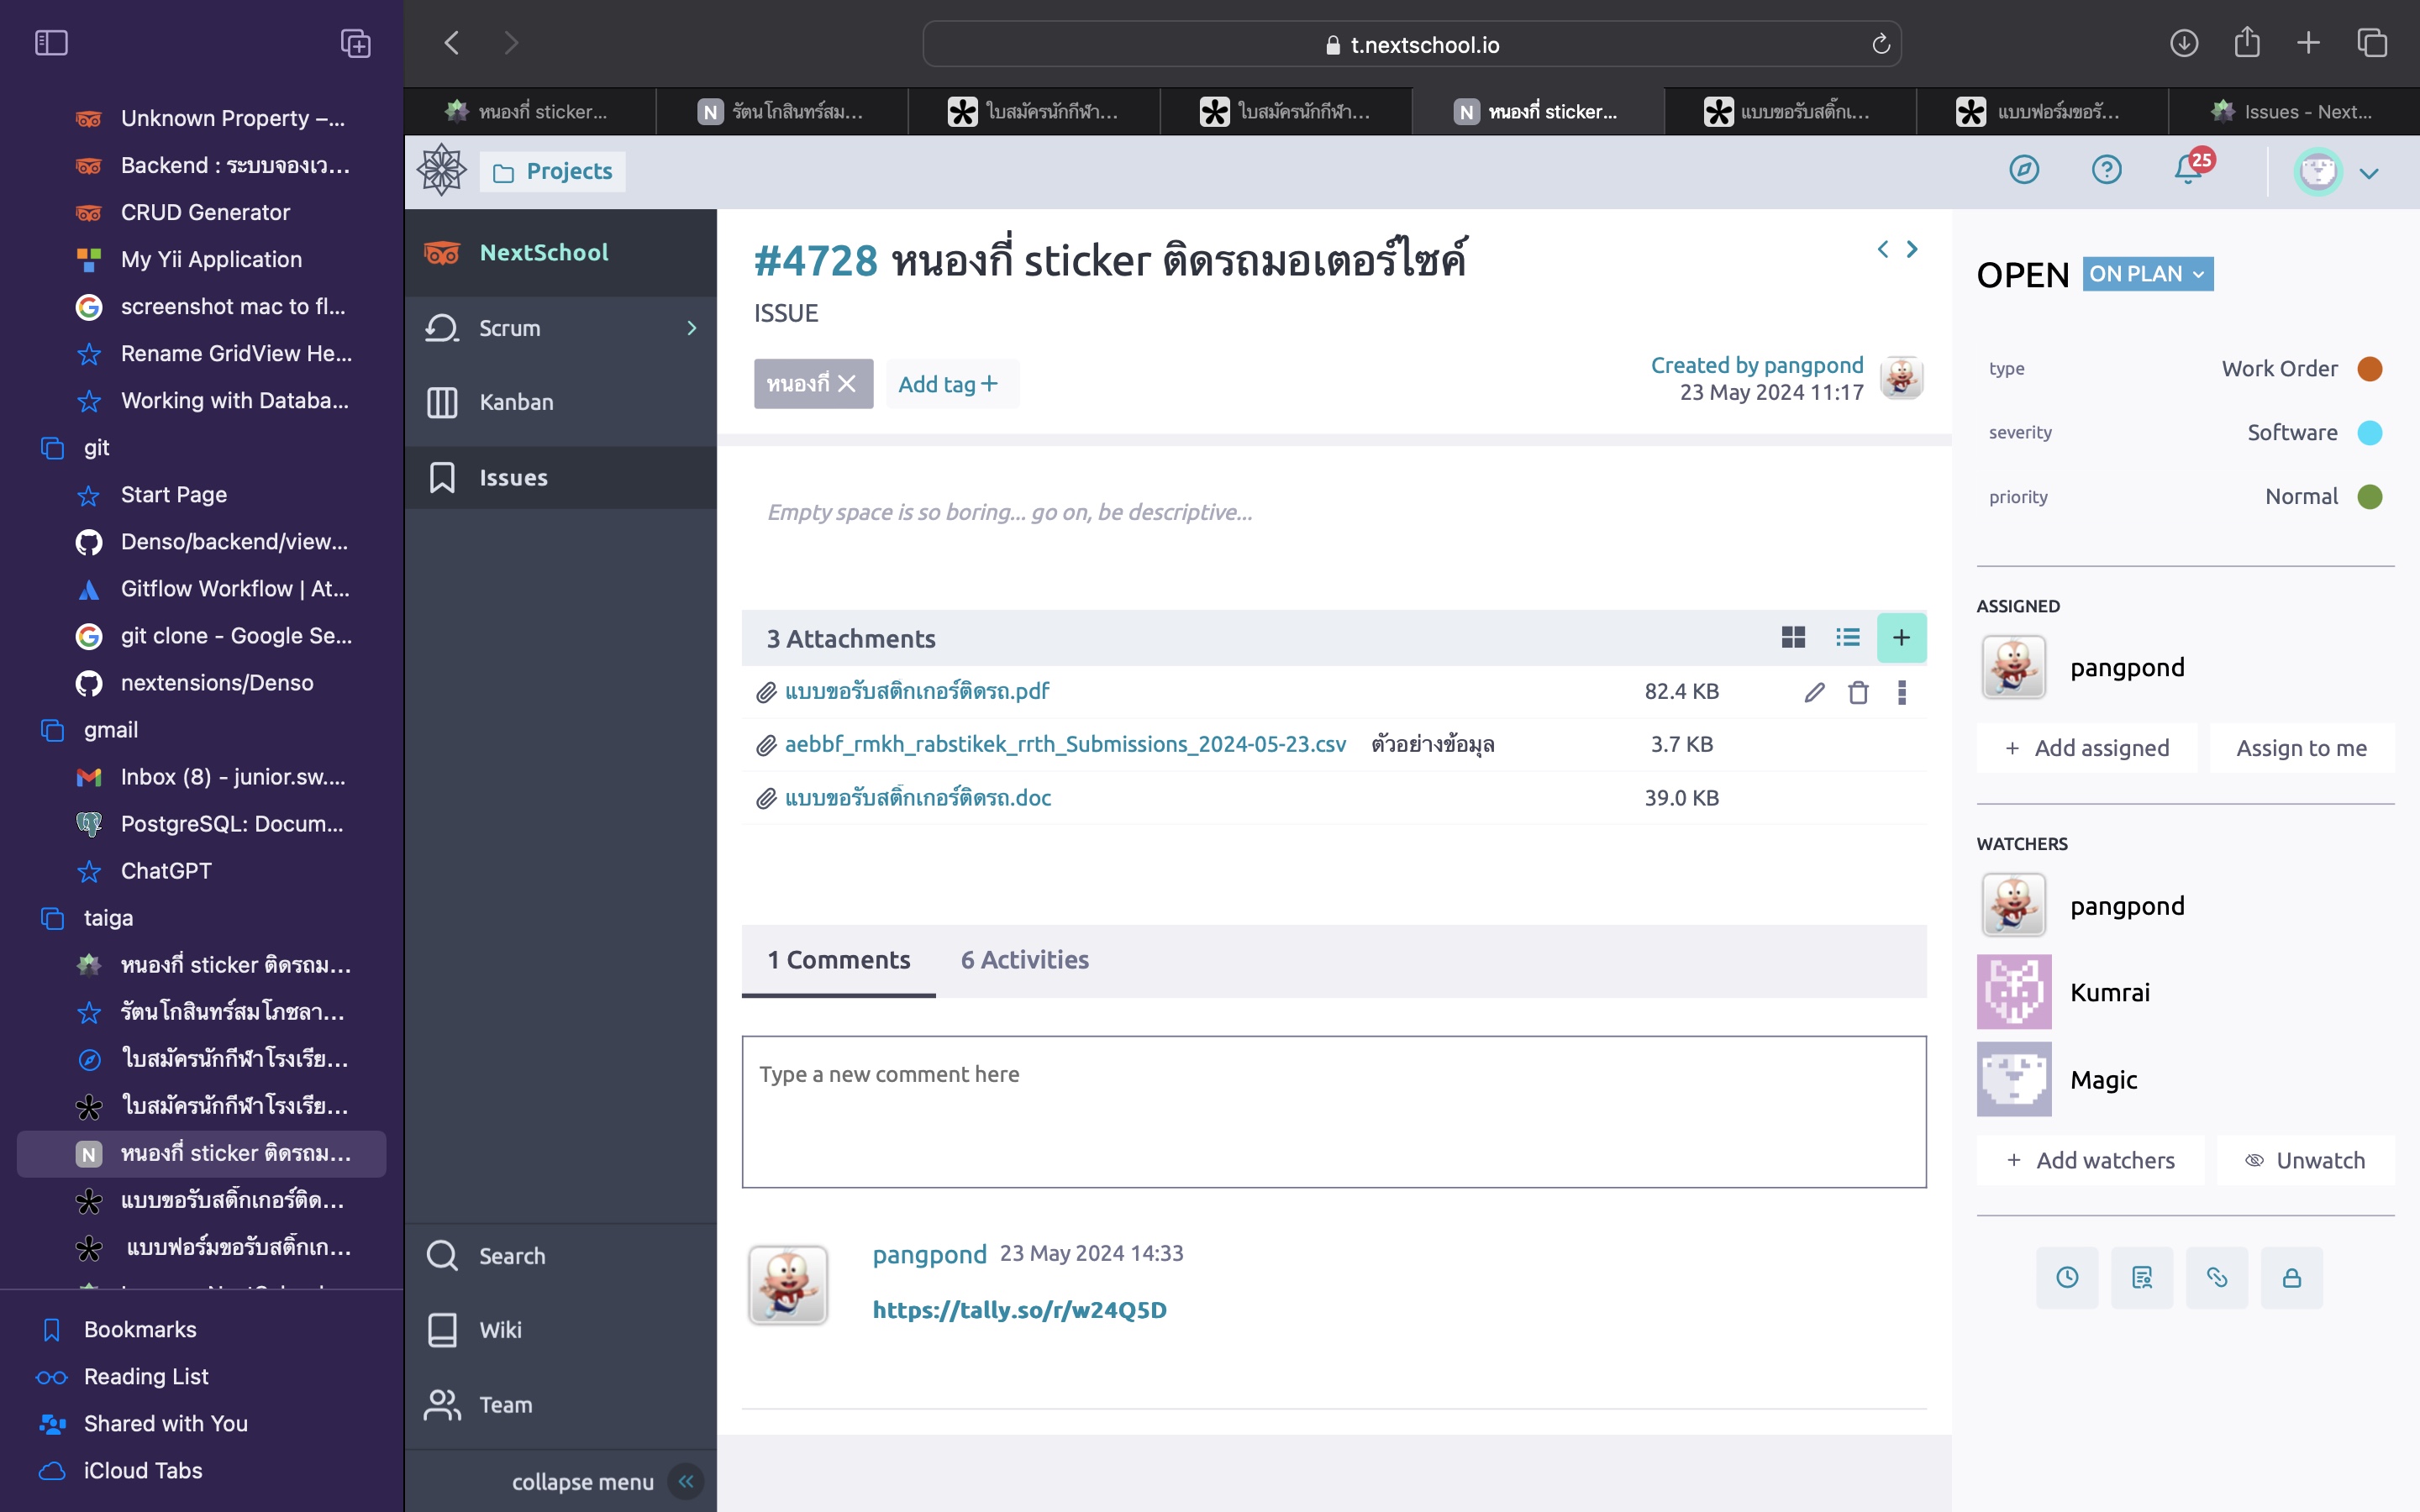 t.nextschool.io
หนองกี่ sticker...
รัตนโกสินทร์สม...
ใบสมัครนักกีฬา...
ใบสมัครนักกีฬา...
หนองกี่ sticker...
แบบขอรับสติ๊กเ...
แบบฟอร์มขอรั...
Issues - Next...
Unknown Property –...
Backend : ระบบจองเว...
CRUD Generator
My Yii Application
screenshot mac to fl...
Rename GridView He...
Working with Databa...
git
Start Page
Denso/backend/view...
Gitflow Workflow | At...
git clone - Google Se...
nextensions/Denso
gmail
Inbox (8) - junior.sw....
PostgreSQL: Docum...
ChatGPT
taiga
หนองกี่ sticker ติดรถม...
รัตนโกสินทร์สมโภชลา...
ใบสมัครนักกีฬาโรงเรีย...
ใบสมัครนักกีฬาโรงเรีย...
หนองกี่ sticker ติดรถม...
แบบขอรับสติ๊กเกอร์ติด...
แบบฟอร์มขอรับสติ๊กเก...
Bookmarks
Reading List
Shared with You
iCloud Tabs
Projects
25
NextSchool
Scrum
Kanban
Issues
Search
Wiki
Team
collapse menu
#4728 หนองกี่ sticker ติดรถมอเตอร์ไซค์
ISSUE
หนองกี่
Add tag +
Created by pangpond
23 May 2024 11:17
Empty space is so boring... go on, be descriptive...
3 Attachments
แบบขอรับสติกเกอร์ติดรถ.pdf 82.4 KB
aebbf_rmkh_rabstikek_rrth_Submissions_2024-05-23.csv ตัวอย่างข้อมูล 3.7 KB
แบบขอรับสติ๊กเกอร์ติดรถ.doc 39.0 KB
1 Comments 6 Activities
Type a new comment here
pangpond 23 May 2024 14:33
https://tally.so/r/w24Q5D
OPEN ON PLAN
type Work Order
severity Software
priority Normal
ASSIGNED
pangpond
+ Add assigned
Assign to me
WATCHERS
pangpond
Kumrai
Magic
+ Add watchers
Unwatch